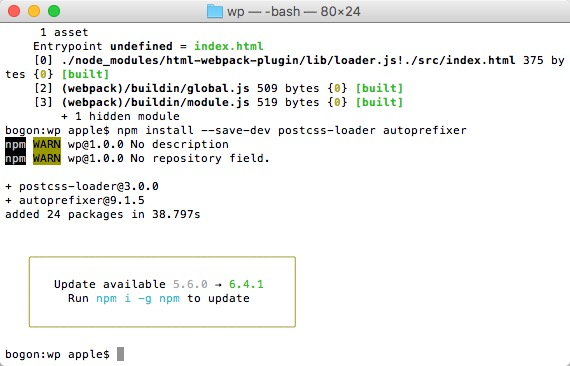 wp — -bash — 80×24
1 asset
Entrypoint undefined = index.html
[0] ./node_modules/html-webpack-plugin/lib/loader.js!./src/index.html 375 by
tes {0} [built]
[2] (webpack)/buildin/global.js 509 bytes {0} [built]
[3] (webpack)/buildin/module.js 519 bytes {0} [built]
+ 1 hidden module
bogon:wp apple$ npm install --save-dev postcss-loader autoprefixer
npm WARN wp@1.0.0 No description
npm WARN wp@1.0.0 No repository field.
+ postcss-loader@3.0.0
+ autoprefixer@9.1.5
added 24 packages in 38.797s
Update available 5.6.0 → 6.4.1
Run npm i -g npm to update
bogon:wp apple$